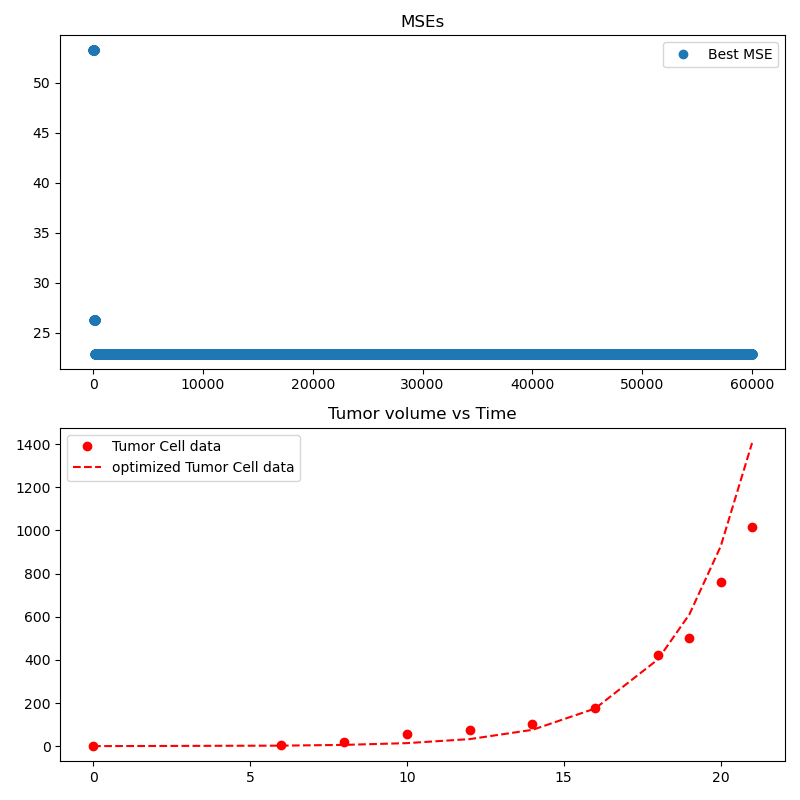 MSEs
Best MSE
50
45
40
35
30
25
0 10000 20000 30000 40000 50000 60000
Tumor volume vs Time
Tumor Cell data
optimized Tumor Cell data
1400
1200
1000
800
600
400
200
0
0 5 10 15 20